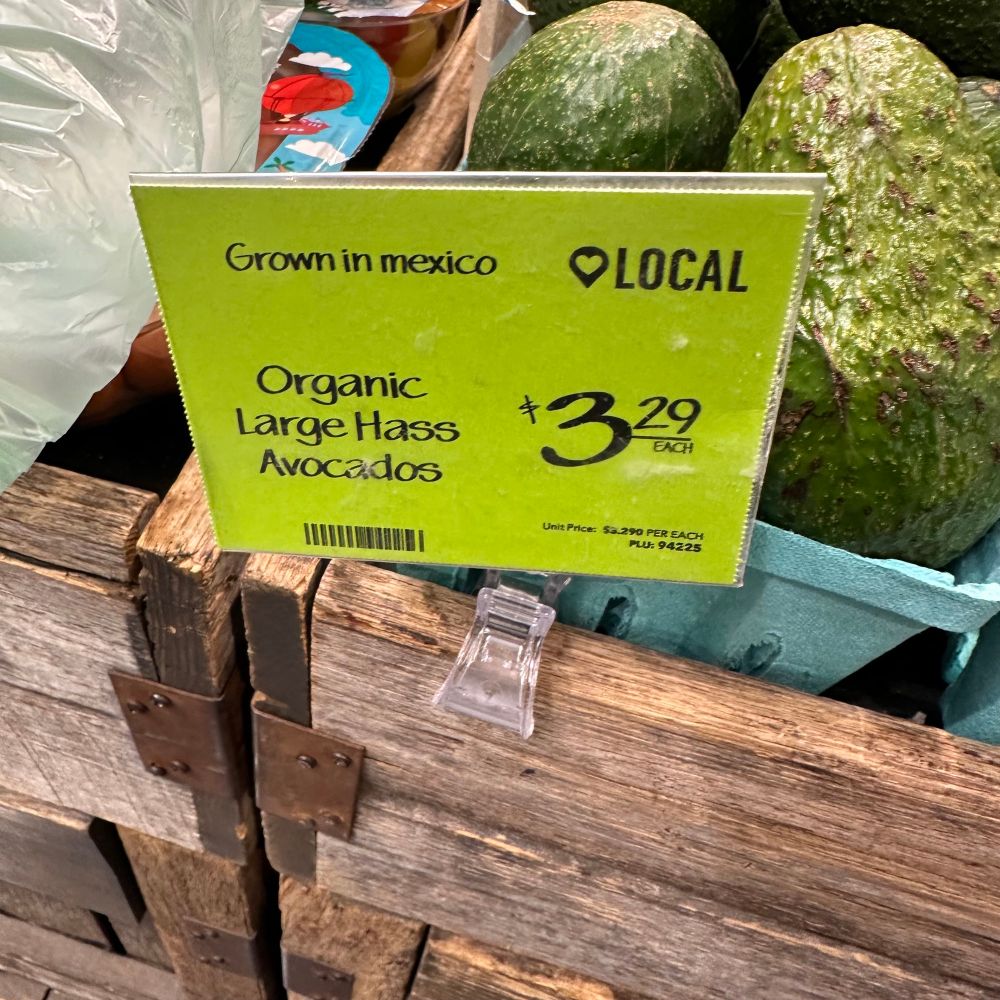 Grown in mexico
LOCAL
Organic
Large Hass
Avocados
$3.29
EACH
Unit Price: $3.290 PER EACH
PLU: 94225